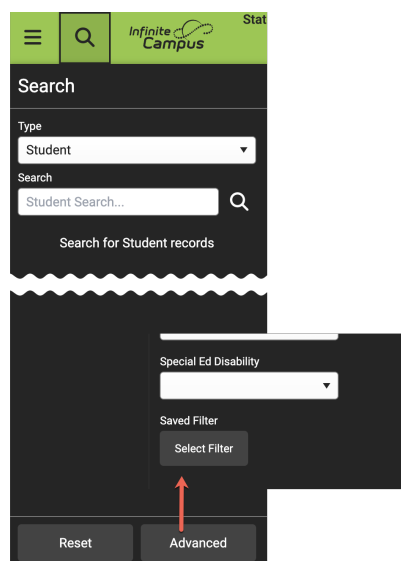 Infinite
Campus
Stat
Search
Type
Student
Search
Student Search...
Search for Student records
Special Ed Disability
Saved Filter
Select Filter
Reset
Advanced